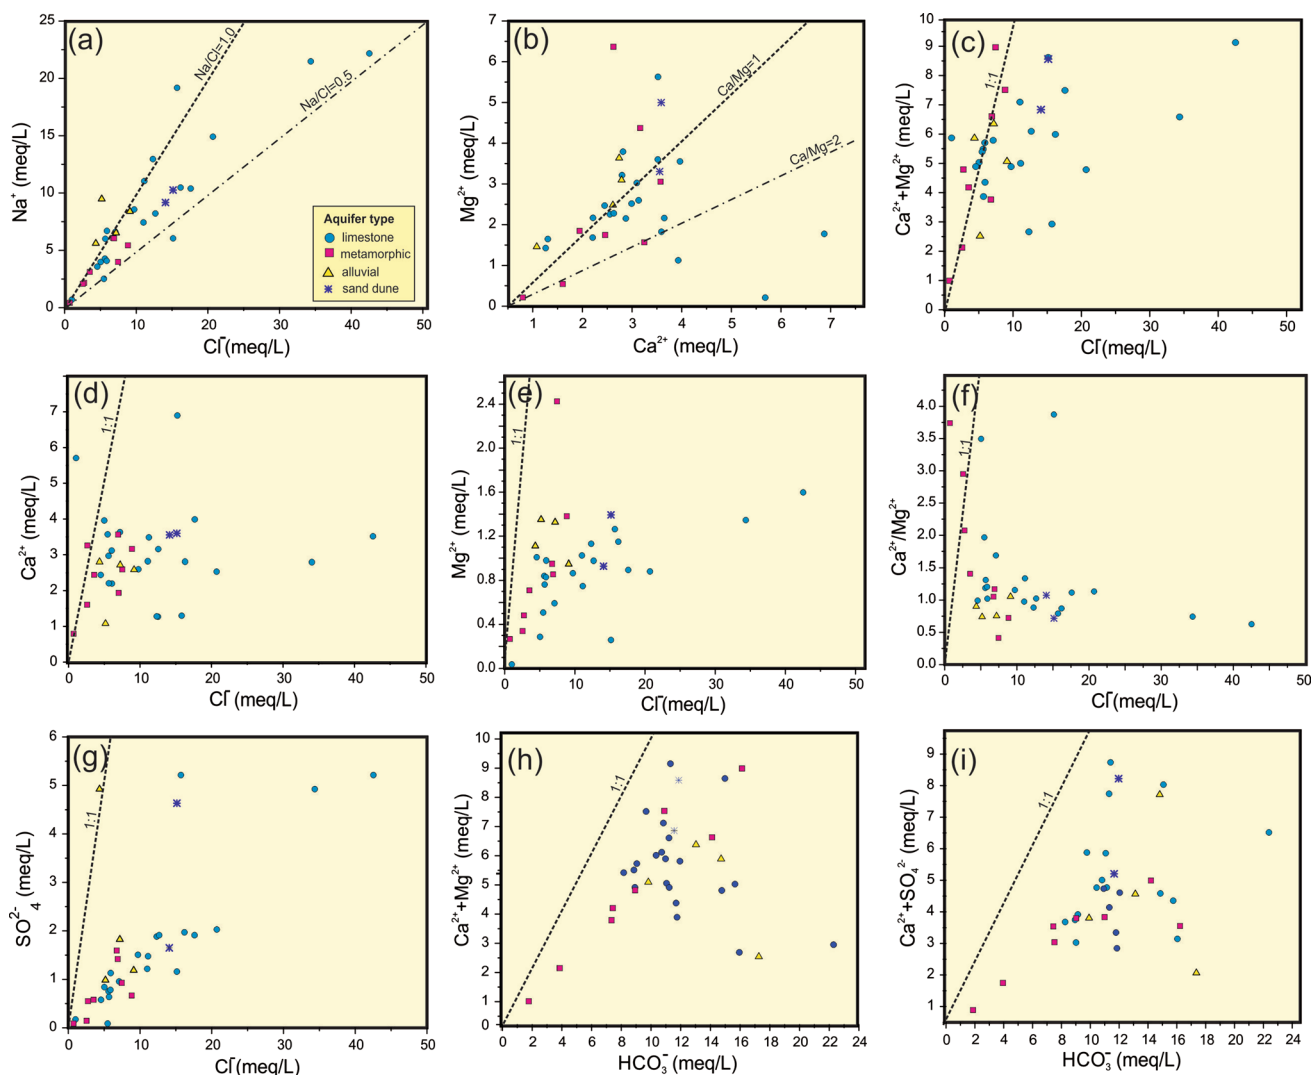 (a)
Na⁺ (meq/L)
25
20
15
10
5
0
0 10 20 30 40 50
Cl⁻(meq/L)
Na/Cl=1.0
Na/Cl=0.5
Aquifer type
limestone
metamorphic
alluvial
sand dune
(b)
Mg²⁺ (meq/L)
7
6
5
4
3
2
1
0
1 2 3 4 5 6 7
Ca²⁺ (meq/L)
Ca/Mg=1
Ca/Mg=2
(c)
Ca²⁺+Mg²⁺ (meq/L)
10
9
8
7
6
5
4
3
2
1
0
0 10 20 30 40 50
Cl⁻(meq/L)
1:1
(d)
Ca²⁺ (meq/L)
7
6
5
4
3
2
1
0
0 10 20 30 40 50
Cl⁻(meq/L)
1:1
(e)
Mg²⁺ (meq/L)
2.4
2.0
1.6
1.2
0.8
0.4
0.0
0 10 20 30 40 50
Cl⁻(meq/L)
1:1
(f)
Ca²⁺/Mg²⁺
4.0
3.5
3.0
2.5
2.0
1.5
1.0
0.5
0.0
0 10 20 30 40 50
Cl⁻(meq/L)
1:1
(g)
SO₄²⁻ (meq/L)
6
5
4
3
2
1
0
0 10 20 30 40 50
Cl⁻(meq/L)
1:1
(h)
Ca²⁺+Mg²⁺ (meq/L)
10
9
8
7
6
5
4
3
2
1
0
0 2 4 6 8 10 12 14 16 18 20 22 24
HCO₃⁻ (meq/L)
1:1
(i)
Ca²⁺+SO₄²⁻ (meq/L)
9
8
7
6
5
4
3
2
1
0 2 4 6 8 10 12 14 16 18 20 22 24
HCO₃⁻ (meq/L)
1:1